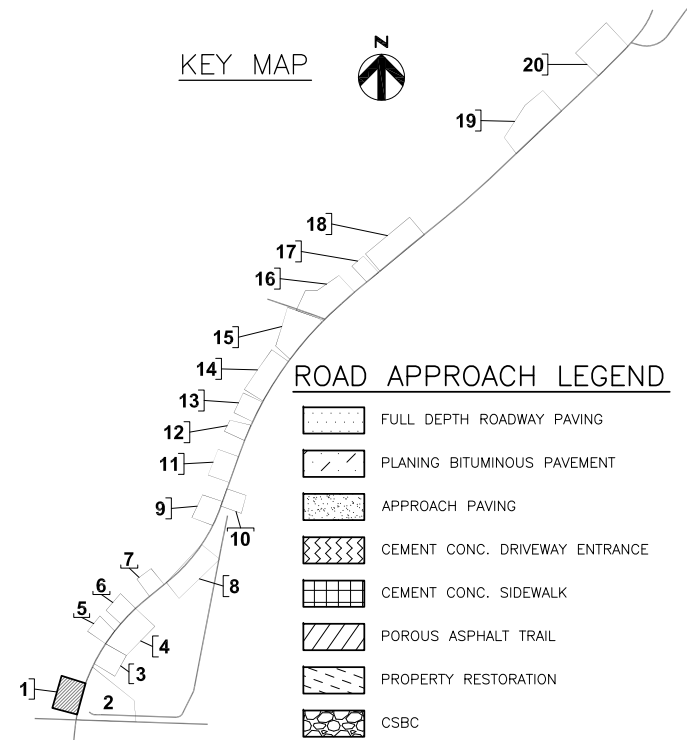 KEY MAP
N
20
19
18
17
16
15
14
13
12
11
9
10
8
7
6
5
4
3
2
1
ROAD APPROACH LEGEND
FULL DEPTH ROADWAY PAVING
PLANING BITUMINOUS PAVEMENT
APPROACH PAVING
CEMENT CONC. DRIVEWAY ENTRANCE
CEMENT CONC. SIDEWALK
POROUS ASPHALT TRAIL
PROPERTY RESTORATION
CSBC